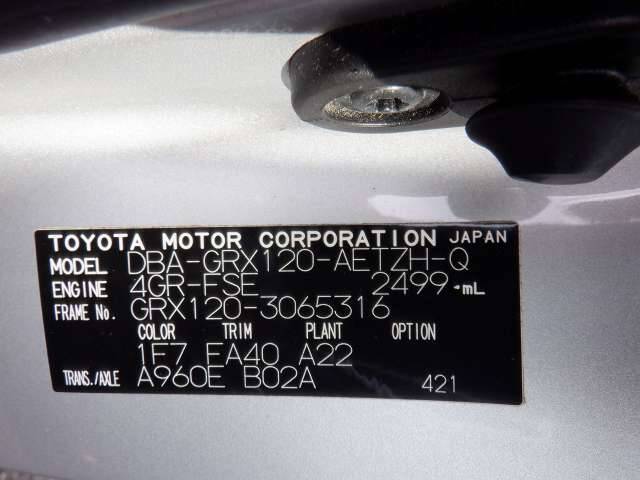 TOYOTA MOTOR CORPORATION JAPAN
MODEL DBA-GRX120-AETZH-Q
ENGINE 4GR-FSE 2499 mL
FRAME No. GRX120-3065316
COLOR TRIM PLANT OPTION
1F7 FA40 A22
TRANS./AXLE A960E B02A 421